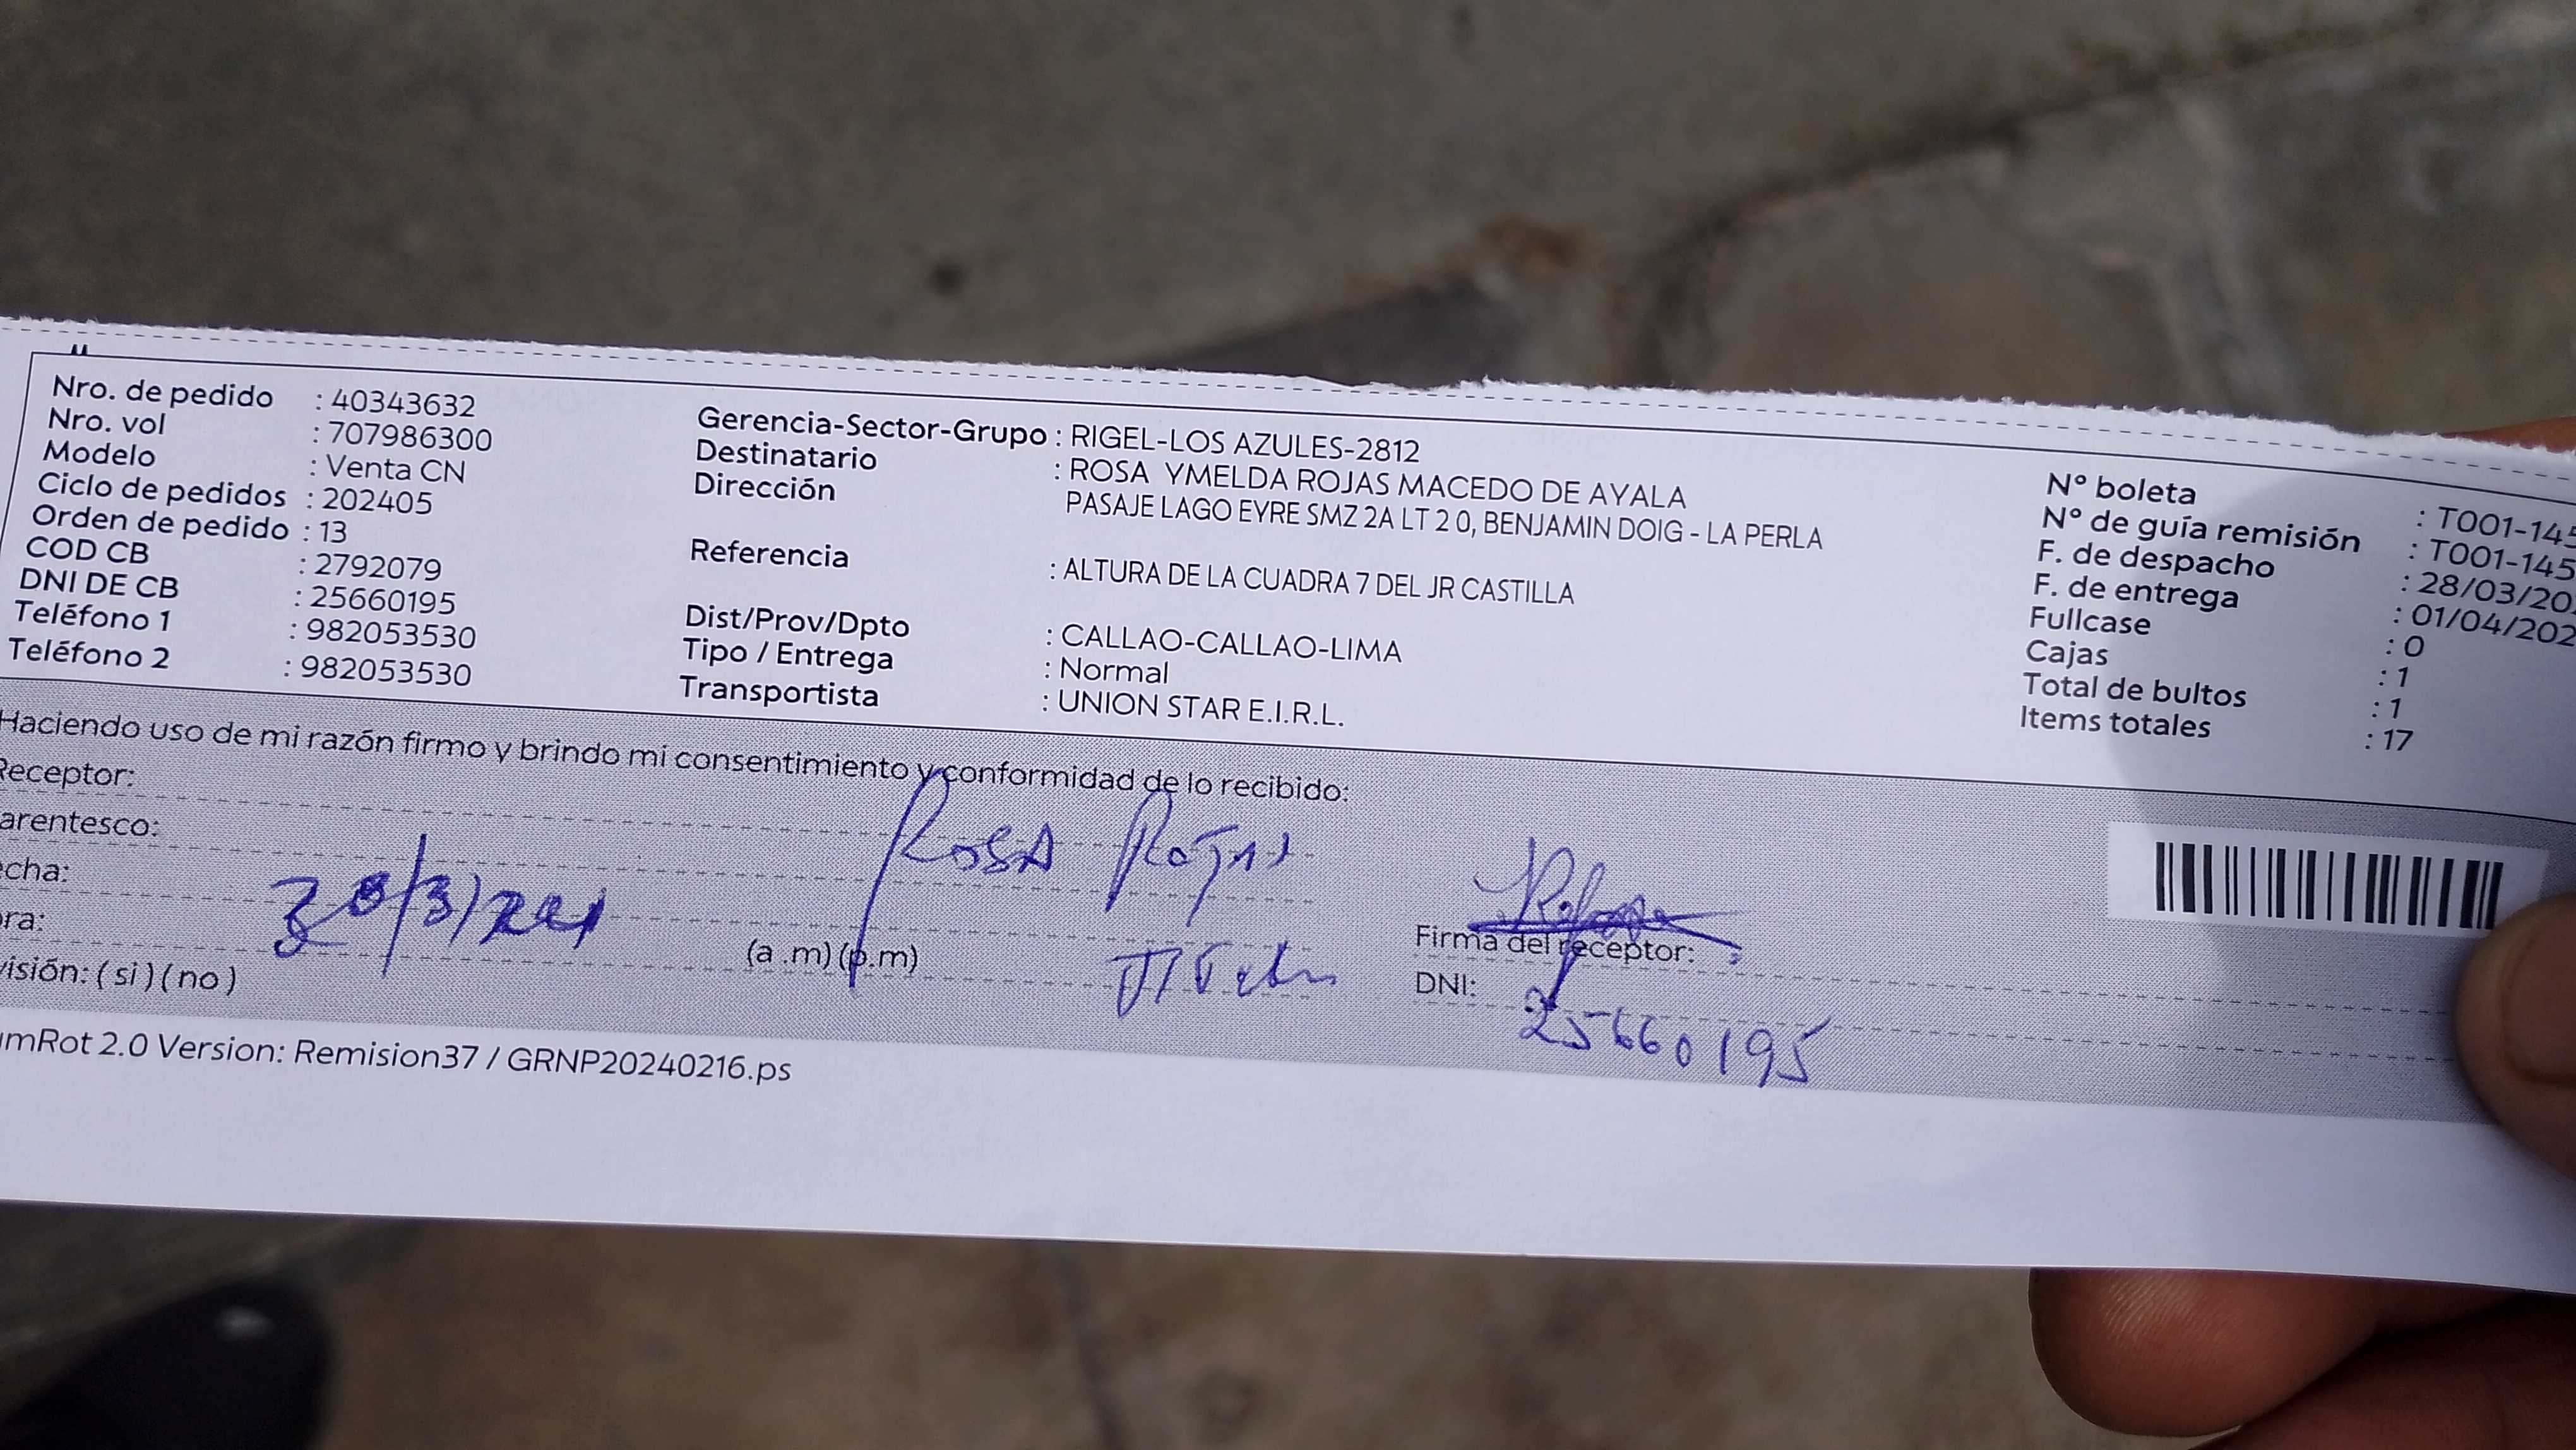 Nro. de pedido : 40343632
Nro. vol : 707986300
Modelo : Venta CN
Ciclo de pedidos : 202405
Orden de pedido : 13
COD CB : 2792079
DNI DE CB : 25660195
Teléfono 1 : 982053530
Teléfono 2 : 982053530
Gerencia-Sector-Grupo : RIGEL-LOS AZULES-2812
Destinatario : ROSA YMELDA ROJAS MACEDO DE AYALA
Dirección PASAJE LAGO EYRE SMZ 2A LT 2 0, BENJAMIN DOIG - LA PERLA
Referencia : ALTURA DE LA CUADRA 7 DEL JR CASTILLA
Dist/Prov/Dpto : CALLAO-CALLAO-LIMA
Tipo / Entrega : Normal
Transportista : UNION STAR E.I.R.L.
N° boleta : T001-145
N° de guía remisión : T001-145
F. de despacho : 28/03/20
F. de entrega : 01/04/202
Fullcase : 0
Cajas : 1
Total de bultos : 1
Items totales : 17
Haciendo uso de mi razón firmo y brindo mi consentimiento y conformidad de lo recibido:
Receptor: ROSA Rojas
arentesco:
echa:
ora: (a .m) (p.m)
visión: ( si ) ( no )
Firma del receptor:
DNI: 25660195
umRot 2.0 Version: Remision37 / GRNP20240216.ps